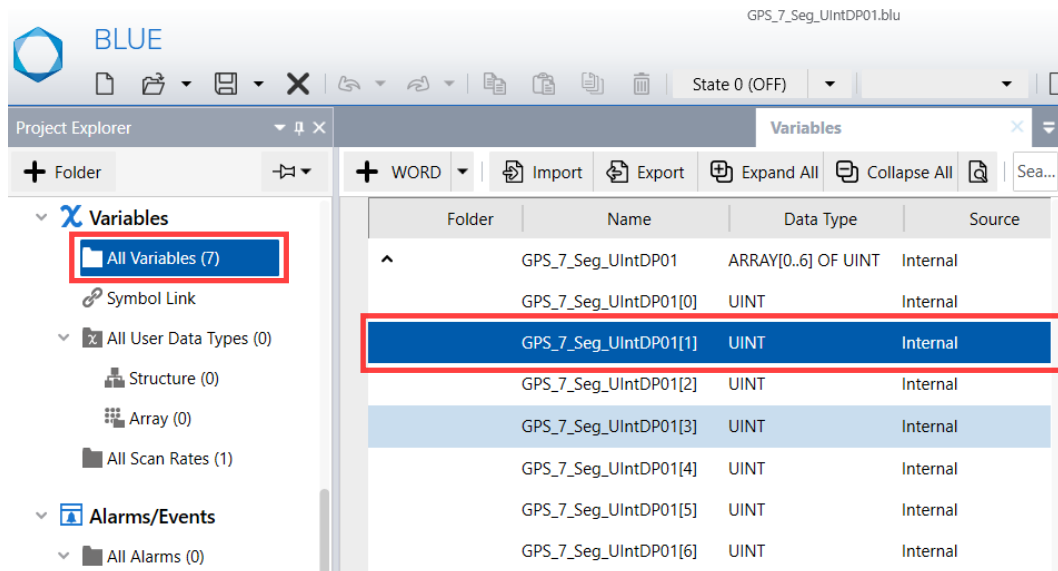 GPS_7_Seg_UIntDP01.blu
BLUE
State 0 (OFF)
Project Explorer
Variables
Folder
WORD
Import
Export
Expand All
Collapse All
Sea...
Variables
All Variables (7)
Symbol Link
All User Data Types (0)
Structure (0)
Array (0)
All Scan Rates (1)
Alarms/Events
All Alarms (0)
Folder Name Data Type Source
GPS_7_Seg_UIntDP01 ARRAY[0..6] OF UINT Internal
GPS_7_Seg_UIntDP01[0] UINT Internal
GPS_7_Seg_UIntDP01[1] UINT Internal
GPS_7_Seg_UIntDP01[2] UINT Internal
GPS_7_Seg_UIntDP01[3] UINT Internal
GPS_7_Seg_UIntDP01[4] UINT Internal
GPS_7_Seg_UIntDP01[5] UINT Internal
GPS_7_Seg_UIntDP01[6] UINT Internal